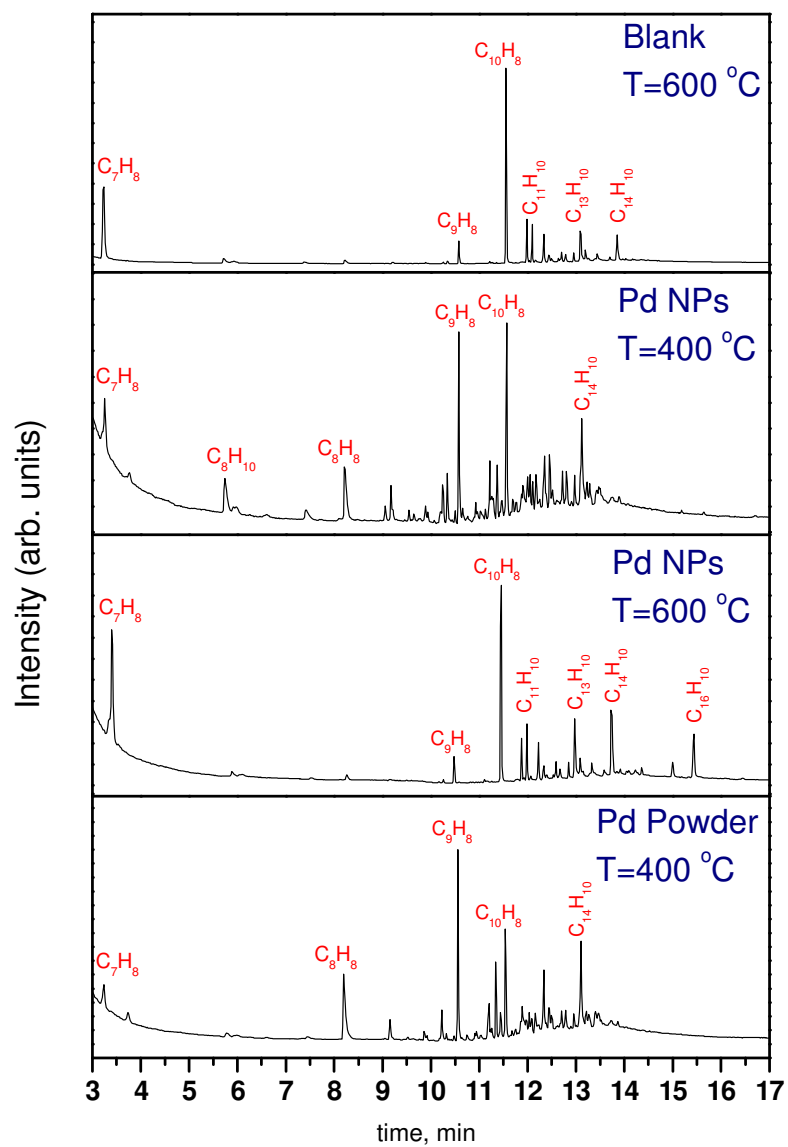 Blank
T=600 °C
C₇H₈
C₉H₈
C₁₀H₈
C₁₁H₁₀
C₁₃H₁₀
C₁₄H₁₀
Pd NPs
T=400 °C
C₇H₈
C₈H₁₀
C₈H₈
C₉H₈
C₁₀H₈
C₁₄H₁₀
Pd NPs
T=600 °C
C₇H₈
C₉H₈
C₁₀H₈
C₁₁H₁₀
C₁₃H₁₀
C₁₄H₁₀
C₁₆H₁₀
Pd Powder
T=400 °C
C₇H₈
C₈H₈
C₉H₈
C₁₀H₈
C₁₄H₁₀
Intensity (arb. units)
3 4 5 6 7 8 9 10 11 12 13 14 15 16 17
time, min